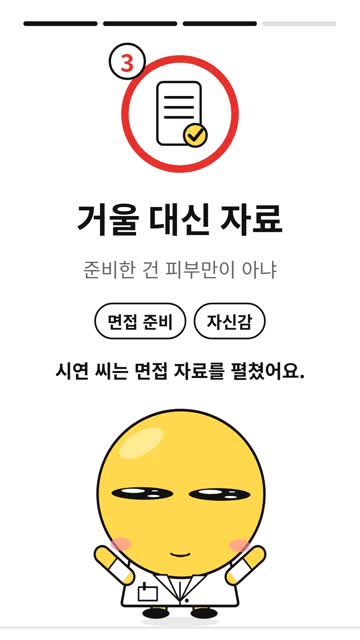 3
거울 대신 자료
준비한 건 피부만이 아냐
면접 준비
자신감
시연 씨는 면접 자료를 펼쳤어요.